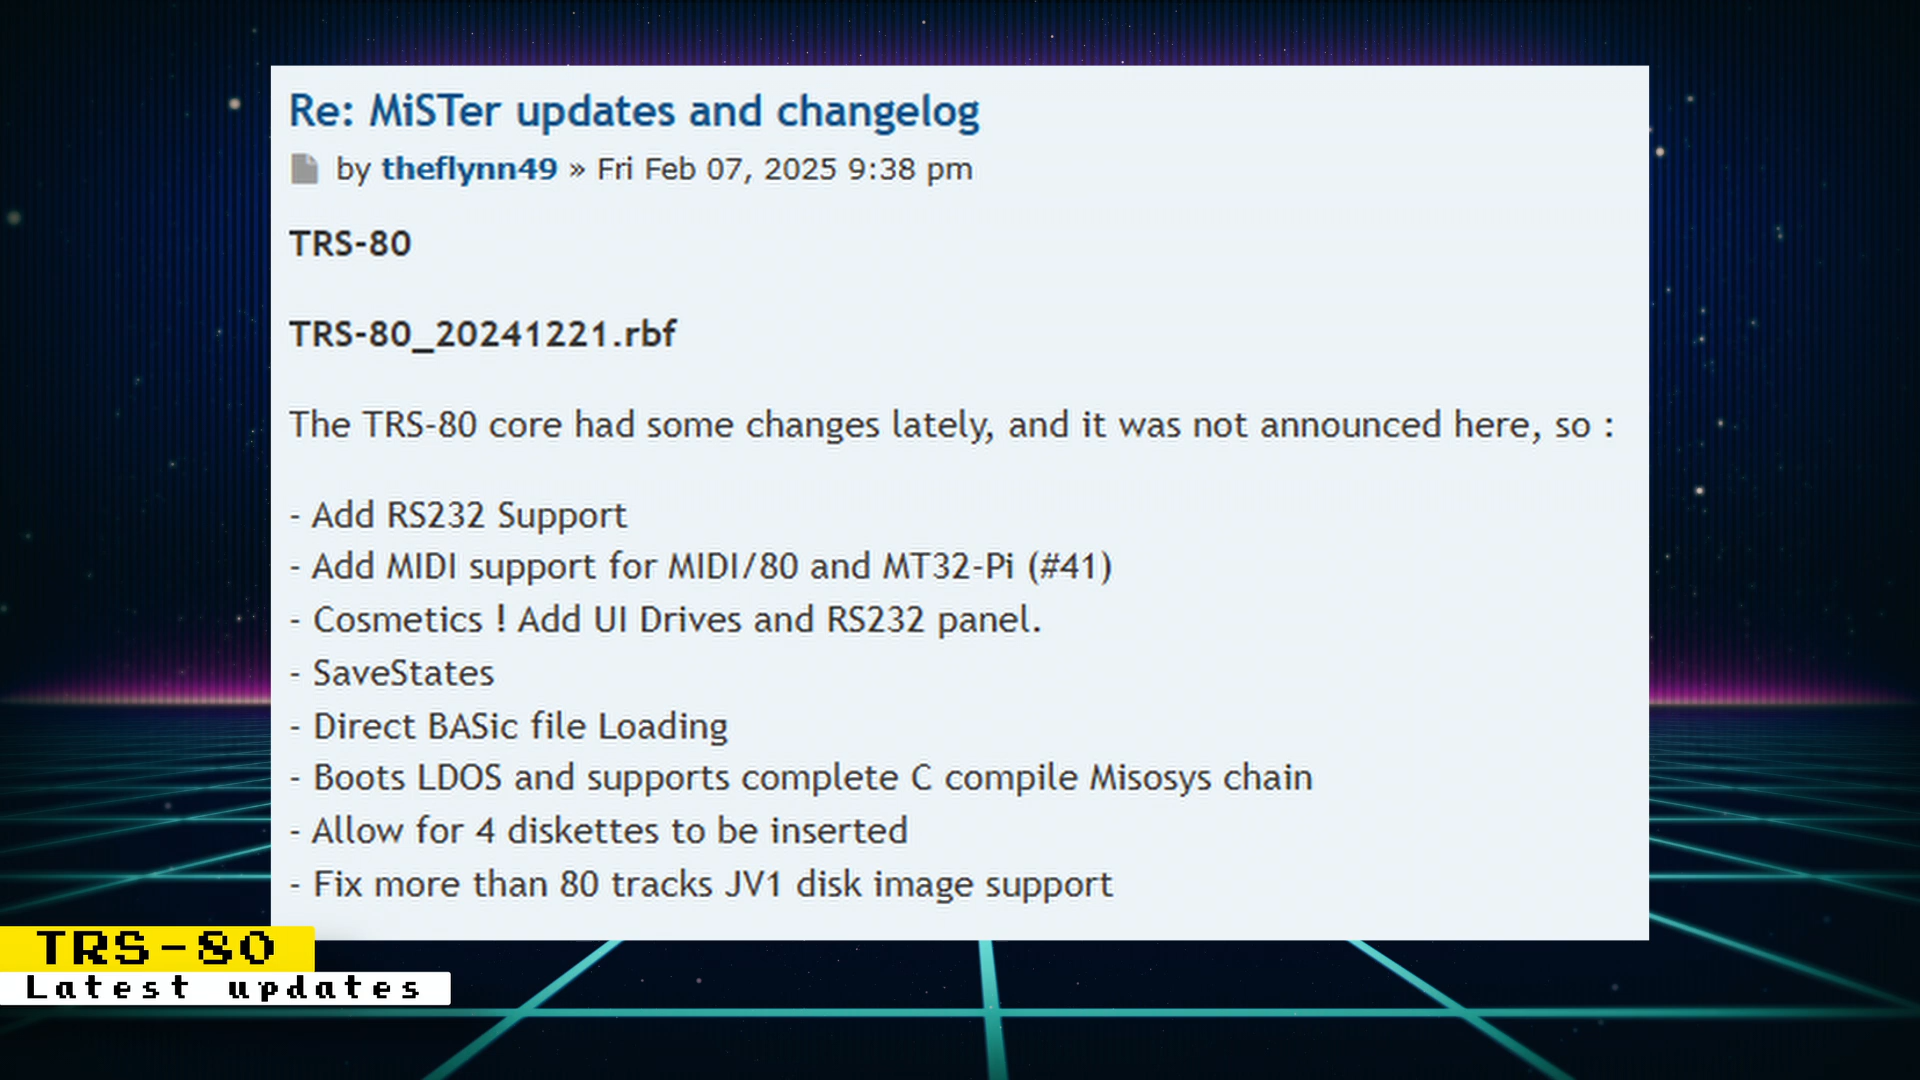 Re: MiSTer updates and changelog
by theflynn49 » Fri Feb 07, 2025 9:38 pm
TRS-80
TRS-80_20241221.rbf
The TRS-80 core had some changes lately, and it was not announced here, so :
- Add RS232 Support
- Add MIDI support for MIDI/80 and MT32-Pi (#41)
- Cosmetics ! Add UI Drives and RS232 panel.
- SaveStates
- Direct BASic file Loading
- Boots LDOS and supports complete C compile Misosys chain
- Allow for 4 diskettes to be inserted
- Fix more than 80 tracks JV1 disk image support
TRS-80
Latest updates